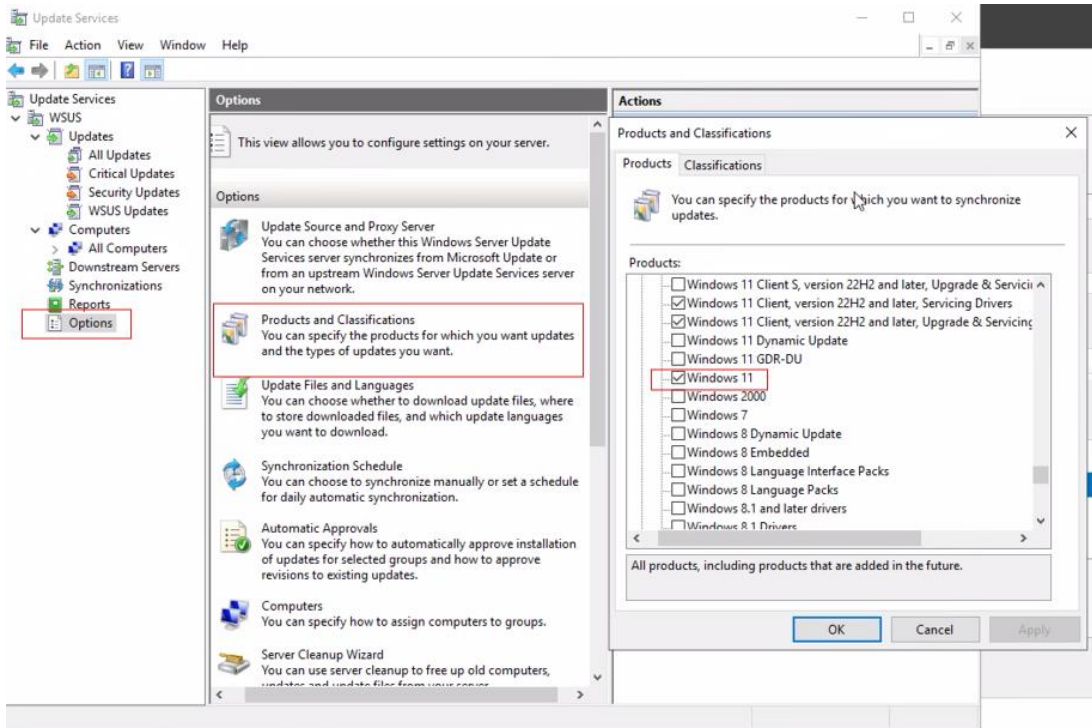 Update Services
File Action View Window Help
Update Services
WSUS
Updates
All Updates
Critical Updates
Security Updates
WSUS Updates
Computers
All Computers
Downstream Servers
Synchronizations
Reports
Options
Options
This view allows you to configure settings on your server.
Options
Update Source and Proxy Server
You can choose whether this Windows Server Update
Services server synchronizes from Microsoft Update or
from an upstream Windows Server Update Services server
on your network.
Products and Classifications
You can specify the products for which you want updates
and the types of updates you want.
Update Files and Languages
You can choose whether to download update files, where
to store downloaded files, and which update languages
you want to download.
Synchronization Schedule
You can choose to synchronize manually or set a schedule
for daily automatic synchronization.
Automatic Approvals
You can specify how to automatically approve installation
of updates for selected groups and how to approve
revisions to existing updates.
Computers
You can specify how to assign computers to groups.
Server Cleanup Wizard
You can use server cleanup to free up old computers,
updates and update files from your server
Actions
Products and Classifications
Products Classifications
You can specify the products for which you want to synchronize
updates.
Products:
Windows 11 Client S, version 22H2 and later, Upgrade & Servici
Windows 11 Client, version 22H2 and later, Servicing Drivers
Windows 11 Client, version 22H2 and later, Upgrade & Servicing
Windows 11 Dynamic Update
Windows 11 GDR-DU
Windows 11
Windows 2000
Windows 7
Windows 8 Dynamic Update
Windows 8 Embedded
Windows 8 Language Interface Packs
Windows 8 Language Packs
Windows 8.1 and later drivers
Windows 8.1 Drivers
All products, including products that are added in the future.
OK Cancel Apply